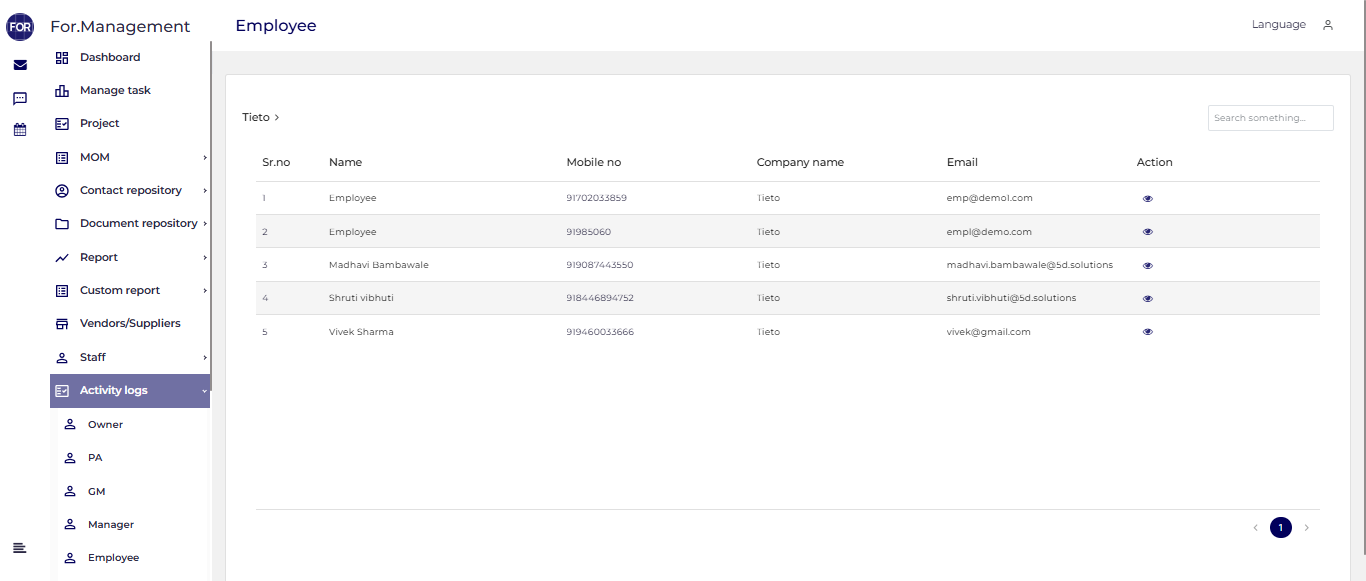 FOR For.Management
Employee
Language
Dashboard
Manage task
Project
MOM
Contact repository
Document repository
Report
Custom report
Vendors/Suppliers
Staff
Activity logs
Owner
PA
GM
Manager
Employee
Tieto >
Search something...
Sr.no Name Mobile no Company name Email Action
1 Employee 91702033859 Tieto emp@demo1.com
2 Employee 91985060 Tieto empl@demo.com
3 Madhavi Bambawale 919087443550 Tieto madhavi.bambawale@5d.solutions
4 Shruti vibhuti 918446894752 Tieto shruti.vibhuti@5d.solutions
5 Vivek Sharma 919460033666 Tieto vivek@gmail.com
< 1 >